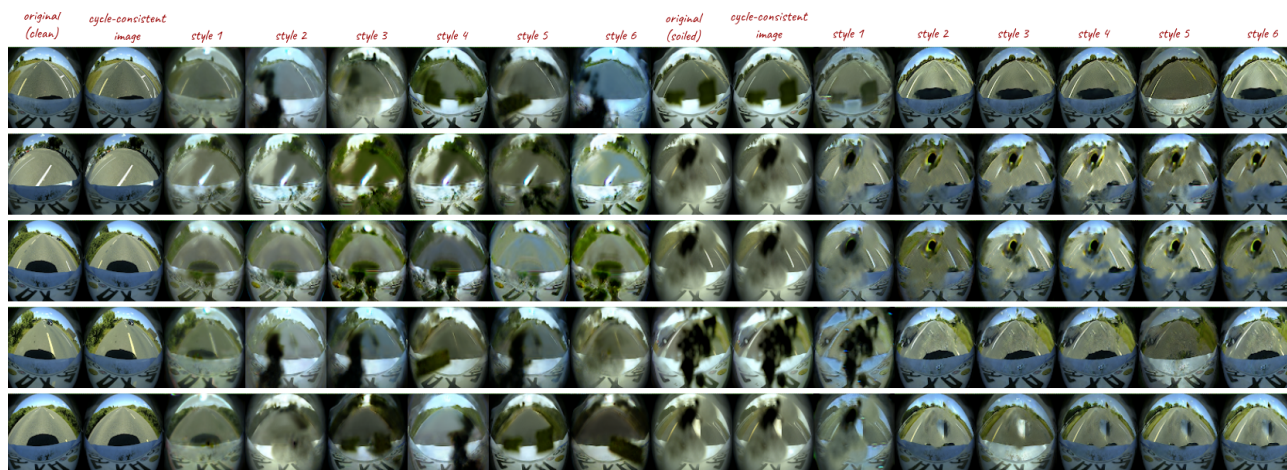 original (clean)
cycle-consistent image
style 1
style 2
style 3
style 4
style 5
style 6
original (soiled)
cycle-consistent image
style 1
style 2
style 3
style 4
style 5
style 6